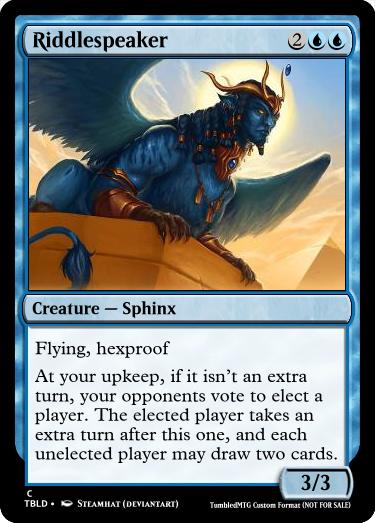 Riddlespeaker 2
Creature — Sphinx
Flying, hexproof
At your upkeep, if it isn't an extra
turn, your opponents vote to elect a
player. The elected player takes an
extra turn after this one, and each
unelected player may draw two cards.
3/3
C
TBLD • Steamhat (deviantart)
TumbledMTG Custom Format (NOT FOR SALE)